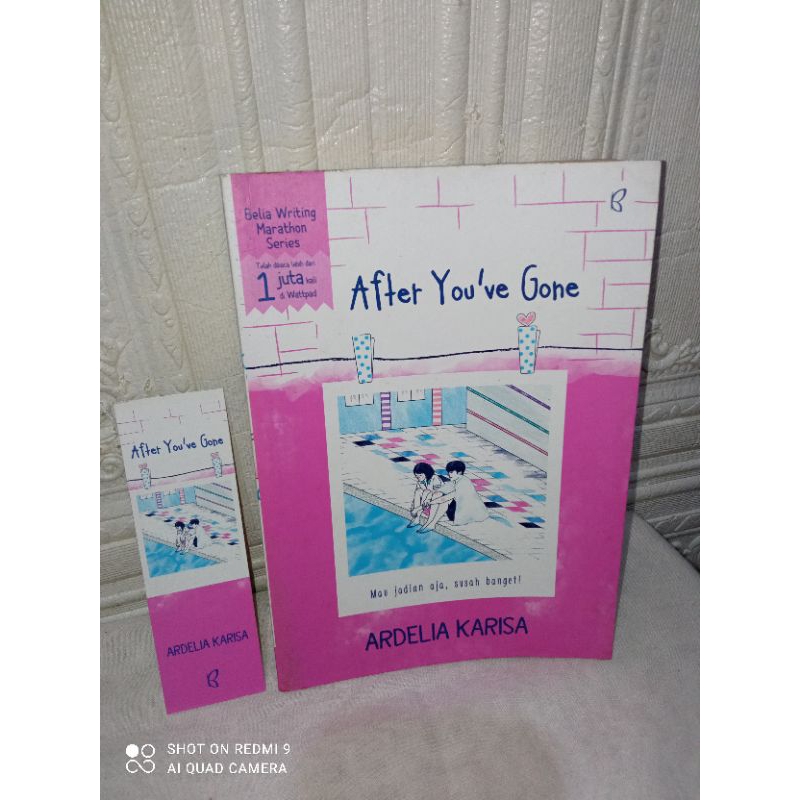 Belia Writing
Marathon
Series
Telah dibaca lebih dari
1 juta kali
di Wattpad
B
After You've Gone
Mau jadian aja, susah banget!
ARDELIA KARISA
After You've Gone
ARDELIA KARISA
B
SHOT ON REDMI 9
AI QUAD CAMERA